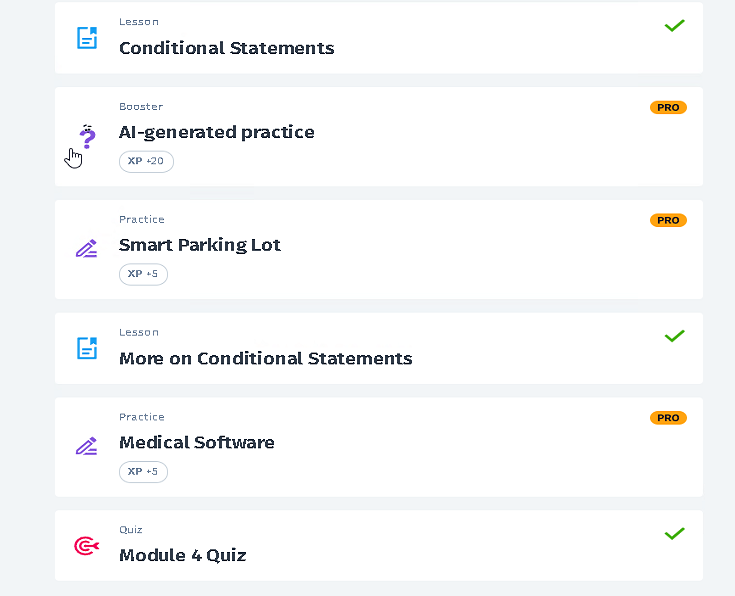 Lesson
Conditional Statements
Booster
PRO
AI-generated practice
XP +20
Practice
PRO
Smart Parking Lot
XP +5
Lesson
More on Conditional Statements
Practice
PRO
Medical Software
XP +5
Quiz
Module 4 Quiz